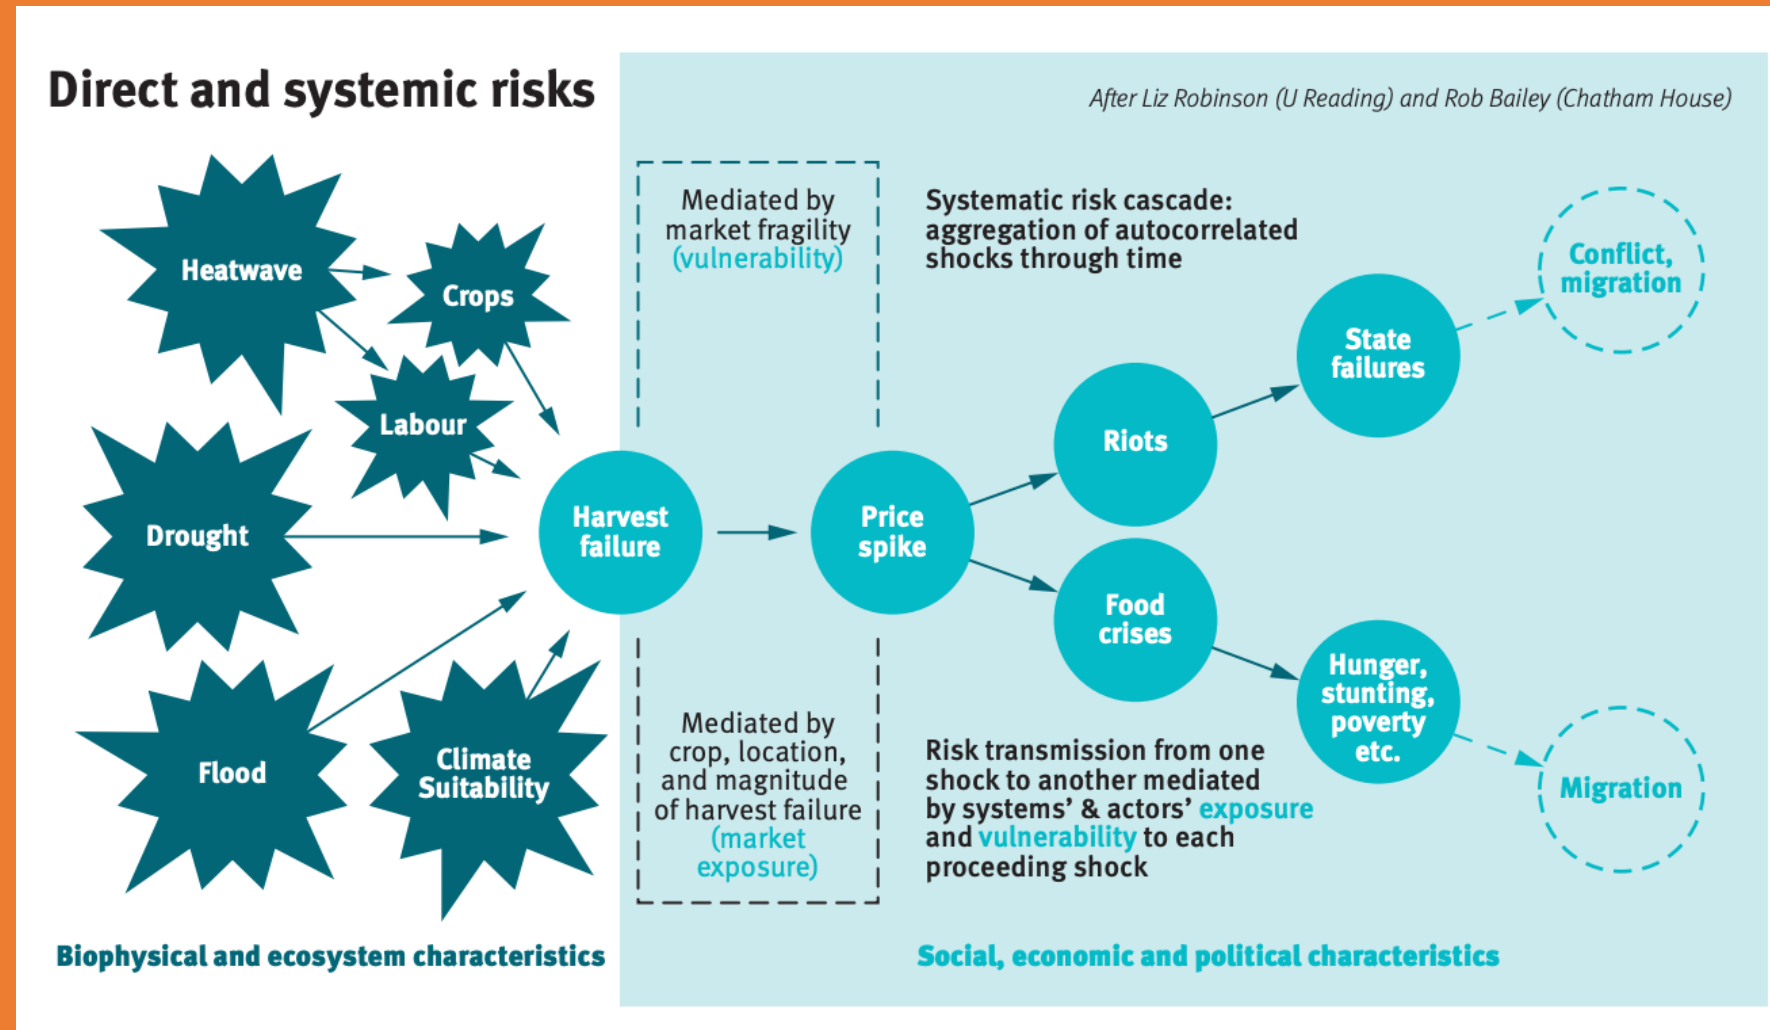 Direct and systemic risks
After Liz Robinson (U Reading) and Rob Bailey (Chatham House)
Heatwave
Crops
Labour
Drought
Flood
Climate
Suitability
Harvest
failure
Mediated by
market fragility
(vulnerability)
Mediated by
crop, location,
and magnitude
of harvest failure
(market
exposure)
Price
spike
Systematic risk cascade:
aggregation of autocorrelated
shocks through time
Riots
State
failures
Conflict,
migration
Food
crises
Hunger,
stunting,
poverty
etc.
Migration
Risk transmission from one
shock to another mediated
by systems’ & actors’ exposure
and vulnerability to each
proceeding shock
Biophysical and ecosystem characteristics
Social, economic and political characteristics